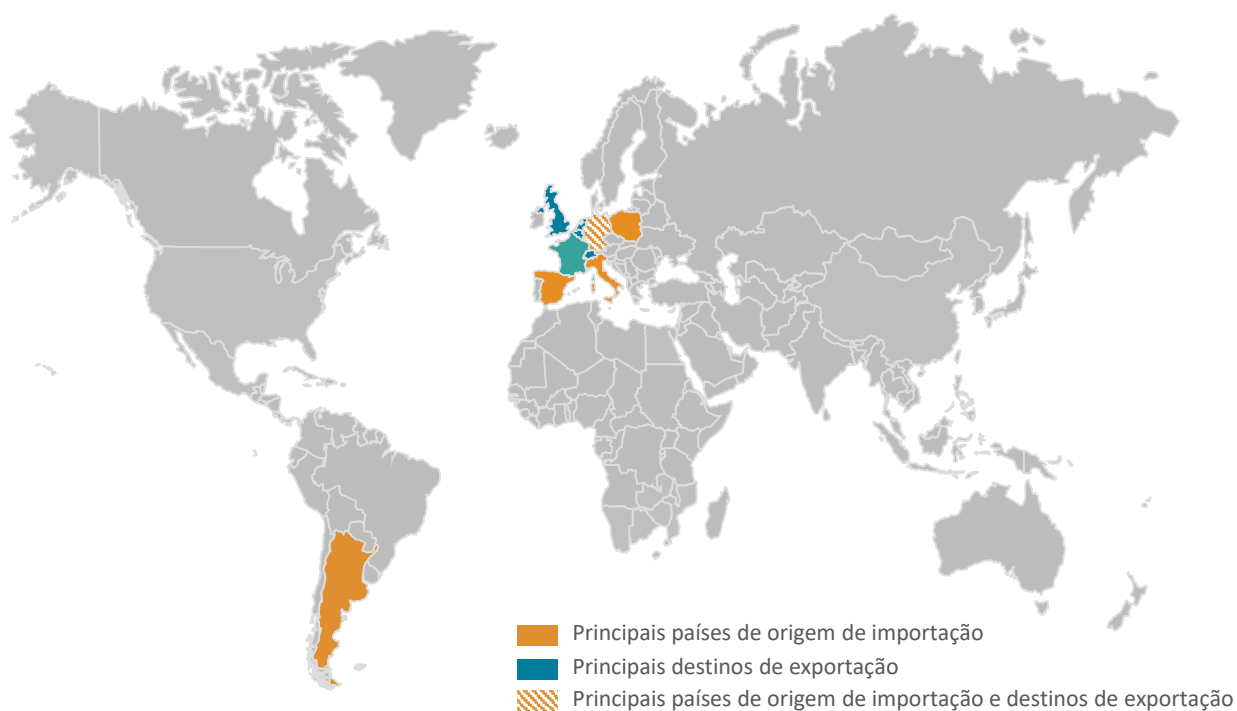 Principais países de origem de importação
Principais destinos de exportação
Principais países de origem de importação e destinos de exportação